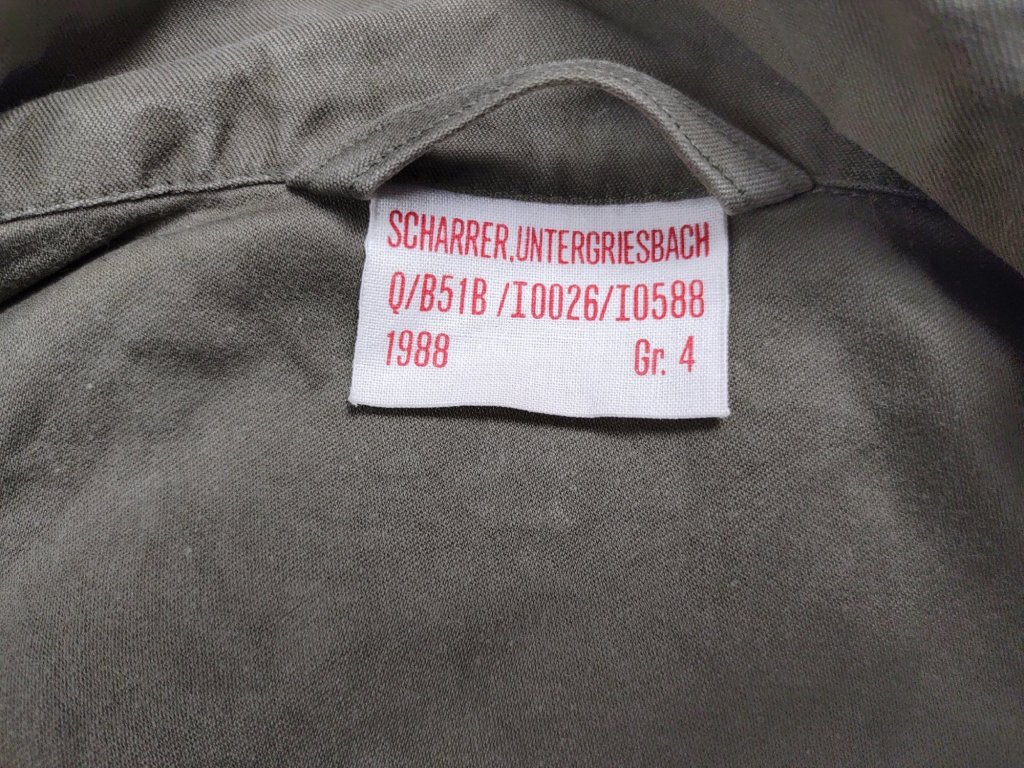 SCHARRER.UNTERGRIESBACH
Q/B51B /I0026/I0588
1988 Gr. 4